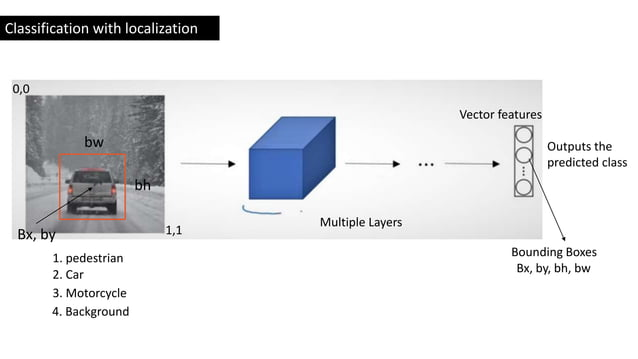 Classification with localization
0,0
Vector features
bw
Outputs the
predicted class
bh
Bx, by
1,1
Multiple Layers
Bounding Boxes
Bx, by, bh, bw
1. pedestrian
2. Car
3. Motorcycle
4. Background